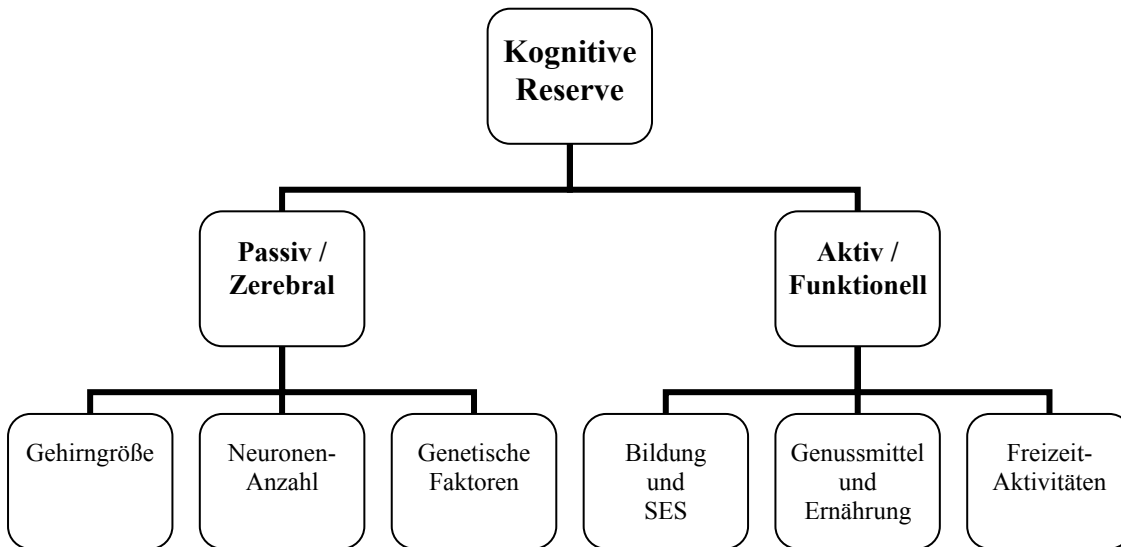 Kognitive
Reserve
Passiv /
Zerebral
Aktiv /
Funktionell
Gehirngröße
Neuronen-
Anzahl
Genetische
Faktoren
Bildung
und
SES
Genussmittel
und
Ernährung
Freizeit-
Aktivitäten